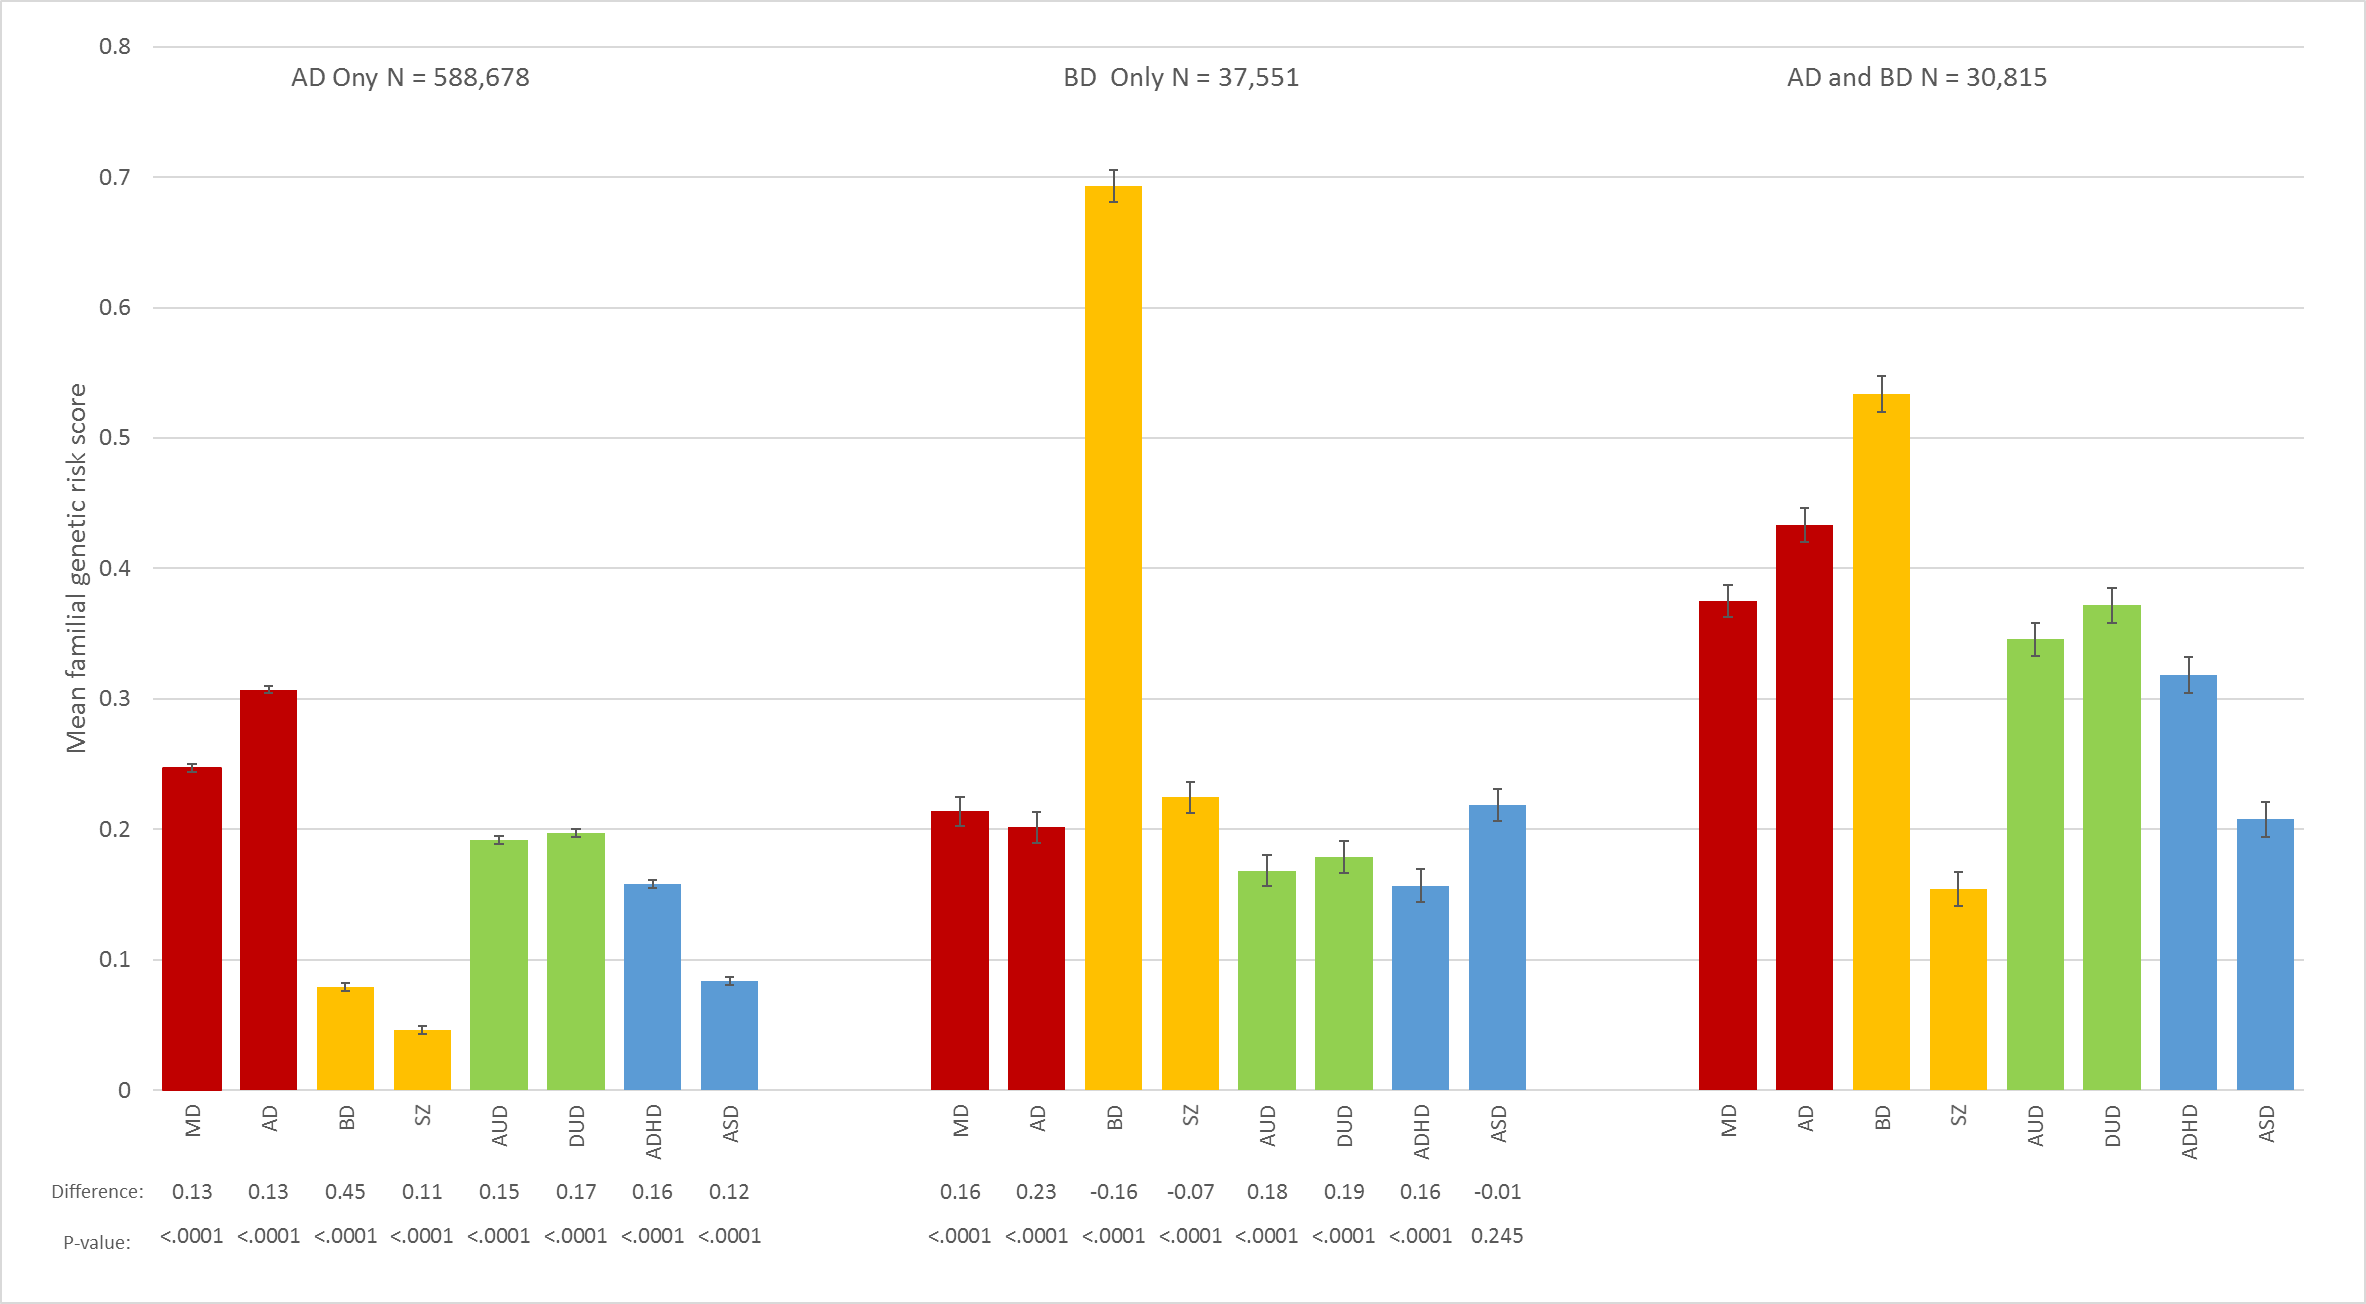 0.8
AD Ony N = 588,678
BD  Only N = 37,551
AD and BD N = 30,815
0.7
0.6
0.5
0.4
0.3
0.2
0.1
0
Mean familial genetic risk score
MD AD BD SZ AUD DUD ADHD ASD
MD AD BD SZ AUD DUD ADHD ASD
MD AD BD SZ AUD DUD ADHD ASD
Difference: 0.13 0.13 0.45 0.11 0.15 0.17 0.16 0.12 0.16 0.23 -0.16 -0.07 0.18 0.19 0.16 -0.01
P-value: <.0001 <.0001 <.0001 <.0001 <.0001 <.0001 <.0001 <.0001 <.0001 <.0001 <.0001 <.0001 <.0001 <.0001 <.0001 0.245